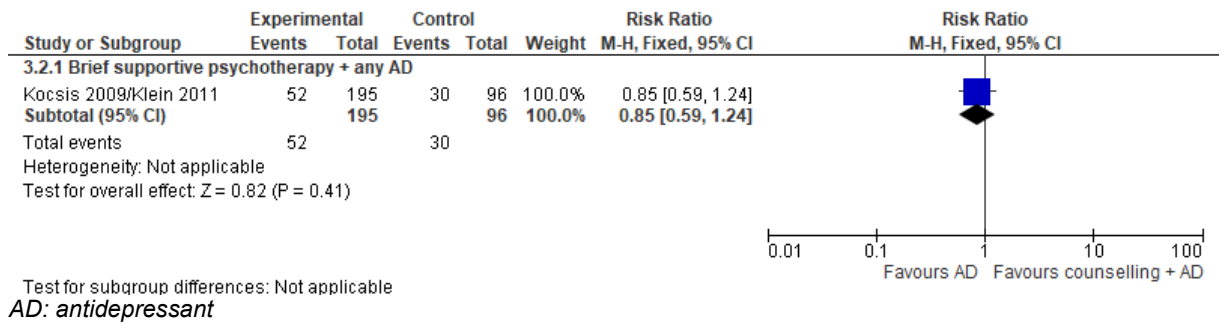 Experimental Control Risk Ratio Risk Ratio
Study or Subgroup Events Total Events Total Weight M-H, Fixed, 95% CI M-H, Fixed, 95% CI
3.2.1 Brief supportive psychotherapy + any AD
Kocsis 2009/Klein 2011 52 195 30 96 100.0% 0.85 [0.59, 1.24]
Subtotal (95% CI) 195 96 100.0% 0.85 [0.59, 1.24]
Total events 52 30
Heterogeneity: Not applicable
Test for overall effect: Z = 0.82 (P = 0.41)
0.01 0.1 1 10 100
Favours AD Favours counselling + AD
Test for subgroup differences: Not applicable
AD: antidepressant